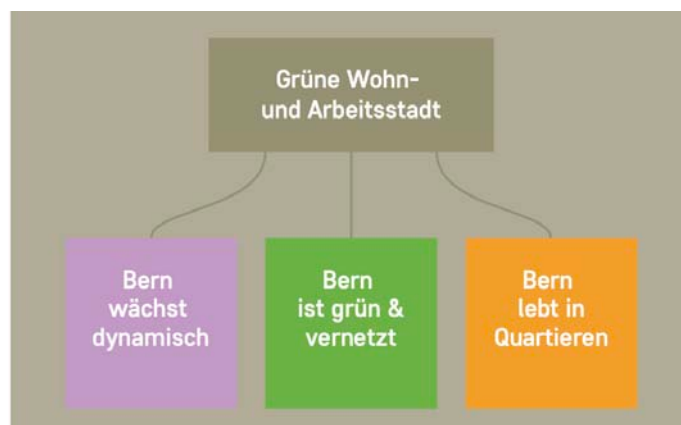 Grüne Wohn-
und Arbeitsstadt
Bern
wächst
dynamisch
Bern
ist grün &
vernetzt
Bern
lebt in
Quartieren